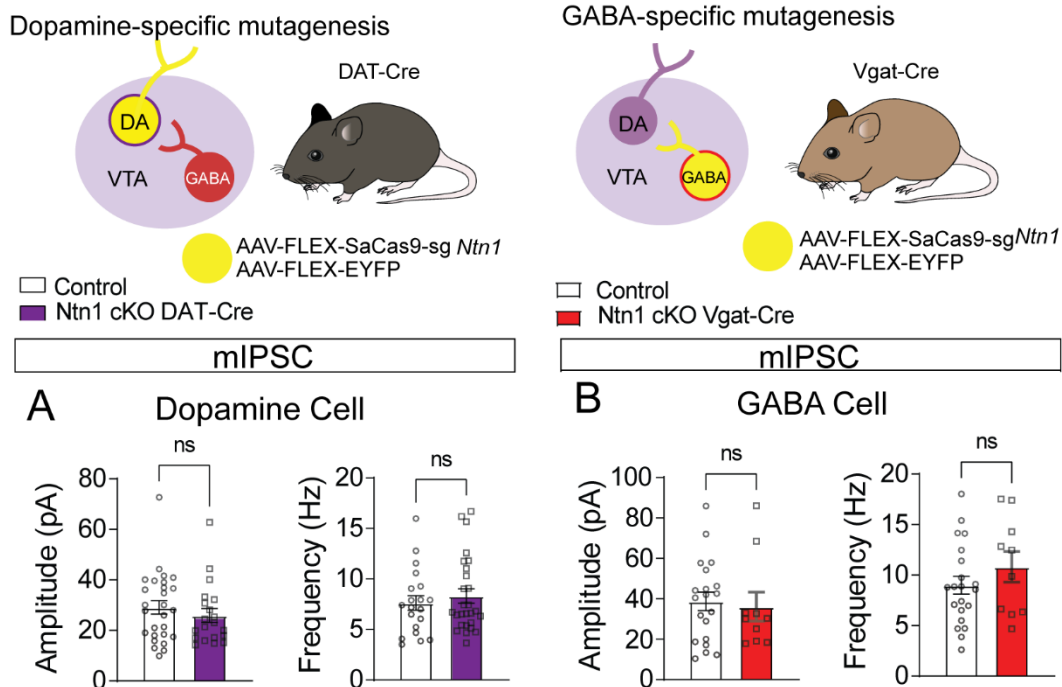 Dopamine-specific mutagenesis
DAT-Cre
DA
VTA
GABA
AAV-FLEX-SaCas9-sg Ntn1
AAV-FLEX-EYFP
Control
Ntn1 cKO DAT-Cre
mIPSC
GABA-specific mutagenesis
Vgat-Cre
DA
VTA
GABA
AAV-FLEX-SaCas9-sgNtn1
AAV-FLEX-EYFP
Control
Ntn1 cKO Vgat-Cre
mIPSC
A
Dopamine Cell
ns
Amplitude (pA)
80
60
40
20
0
ns
Frequency (Hz)
20
15
10
5
0
B
GABA Cell
ns
Amplitude (pA)
100
80
60
40
20
0
ns
Frequency (Hz)
20
15
10
5
0